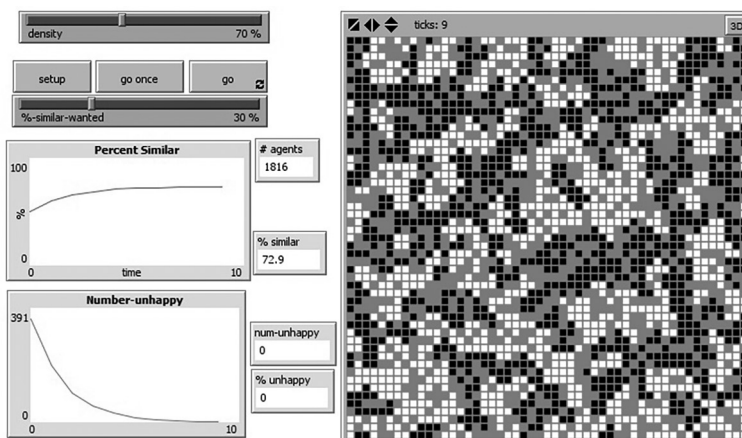 density 70 %
setup
go once
go
%-similar-wanted 30 %
Percent Similar
100
%
0
0 time 10
# agents
1816
% similar
72.9
Number-unhappy
391
0
0 10
num-unhappy
0
% unhappy
0
ticks: 9
3D